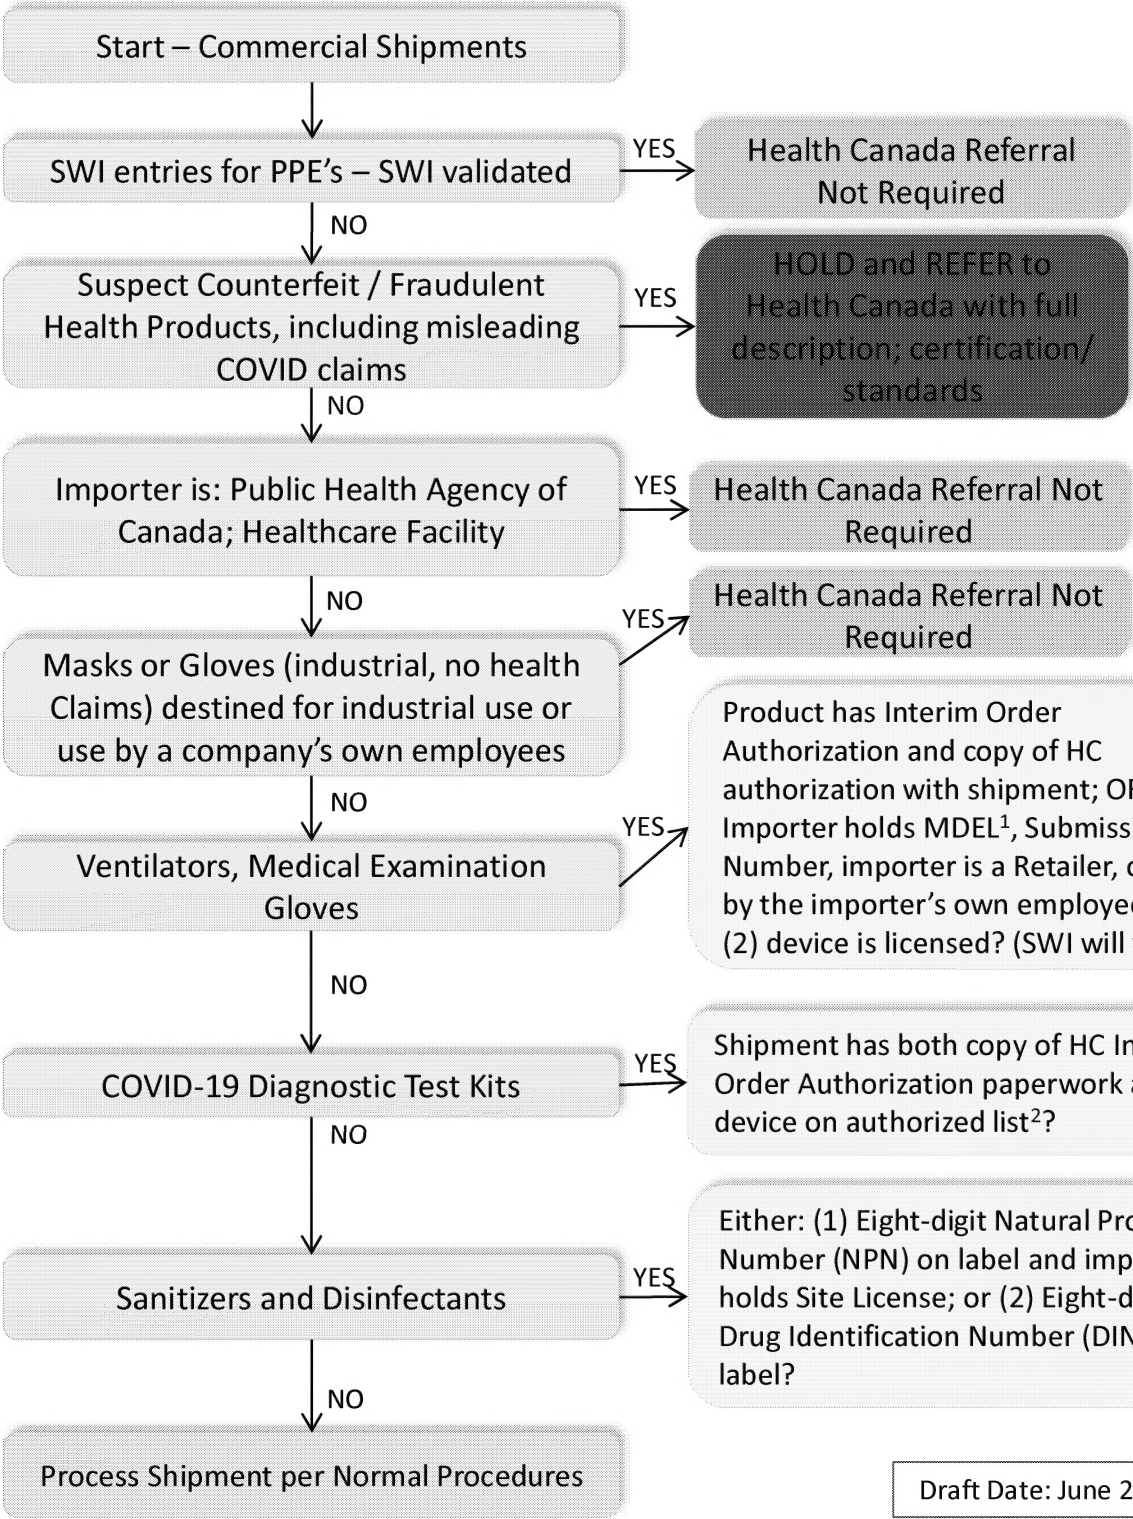 Start – Commercial Shipments
SWI entries for PPE's – SWI validated
YES
Health Canada Referral
Not Required
NO
Suspect Counterfeit / Fraudulent
Health Products, including misleading
COVID claims
YES
HOLD and REFER to
Health Canada with full
description; certification/
standards
NO
Importer is: Public Health Agency of
Canada; Healthcare Facility
YES
Health Canada Referral Not
Required
NO
Masks or Gloves (industrial, no health
Claims) destined for industrial use or
use by a company's own employees
YES
Health Canada Referral Not
Required
NO
Ventilators, Medical Examination
Gloves
YES
Product has Interim Order
Authorization and copy of HC
authorization with shipment;
Importer holds MDEL¹,
Number, importer is a Retailer,
by the importer's own
(2) device is licensed? (SWI will
NO
COVID-19 Diagnostic Test Kits
YES
Shipment has both copy of HC
Order Authorization paperwork
device on authorized list²?
NO
Sanitizers and Disinfectants
YES
Either: (1) Eight-digit Natural
Number (NPN) on label and
holds Site License; or (2)
Drug Identification Number (DIN
label?
NO
Process Shipment per Normal Procedures
Draft Date: June 2